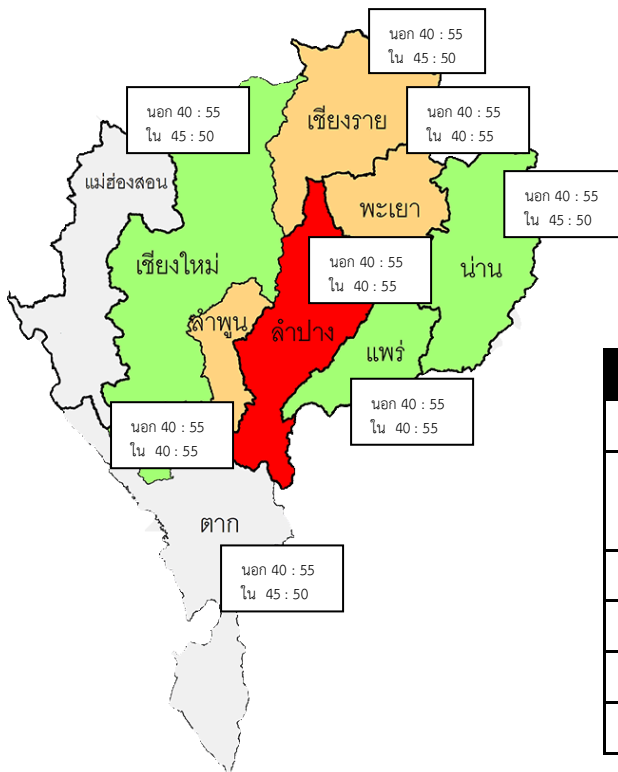 นอก 40 : 55
ใน 45 : 50
นอก 40 : 55
ใน 45 : 50
นอก 40 : 55
ใน 40 : 55
เชียงราย
แม่ฮ่องสอน
นอก 40 : 55
ใน 45 : 50
พะเยา
เชียงใหม่
นอก 40 : 55
ใน 40 : 55
น่าน
ลำพูน
ลำปาง
แพร่
นอก 40 : 55
ใน 40 : 55
นอก 40 : 55
ใน 40 : 55
ตาก
นอก 40 : 55
ใน 45 : 50